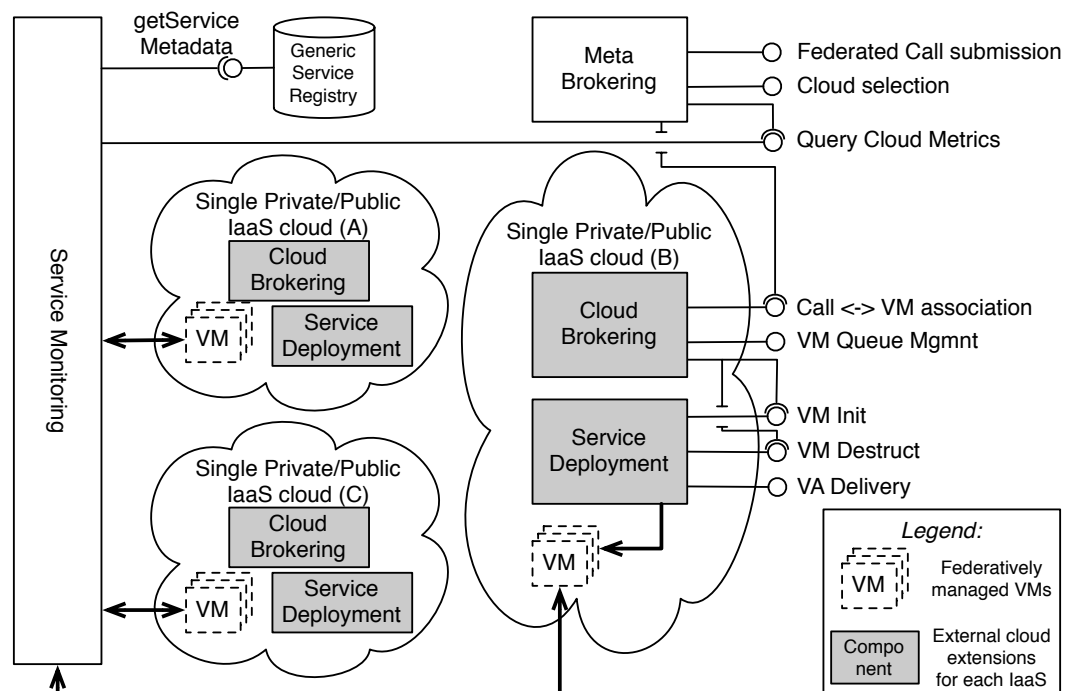 getService
Metadata
Generic
Service
Registry
Meta
Brokering
Federated Call submission
Cloud selection
Query Cloud Metrics
Service Monitoring
Single Private/Public
IaaS cloud (A)
Cloud
Brokering
VM
Service
Deployment
Single Private/Public
IaaS cloud (B)
Cloud
Brokering
Call <-> VM association
VM Queue Mgmnt
Service
Deployment
VM Init
VM Destruct
VA Delivery
VM
Single Private/Public
IaaS cloud (C)
Cloud
Brokering
VM
Service
Deployment
Legend:
VM
Federatively
managed VMs
Compo
nent
External cloud
extensions
for each IaaS